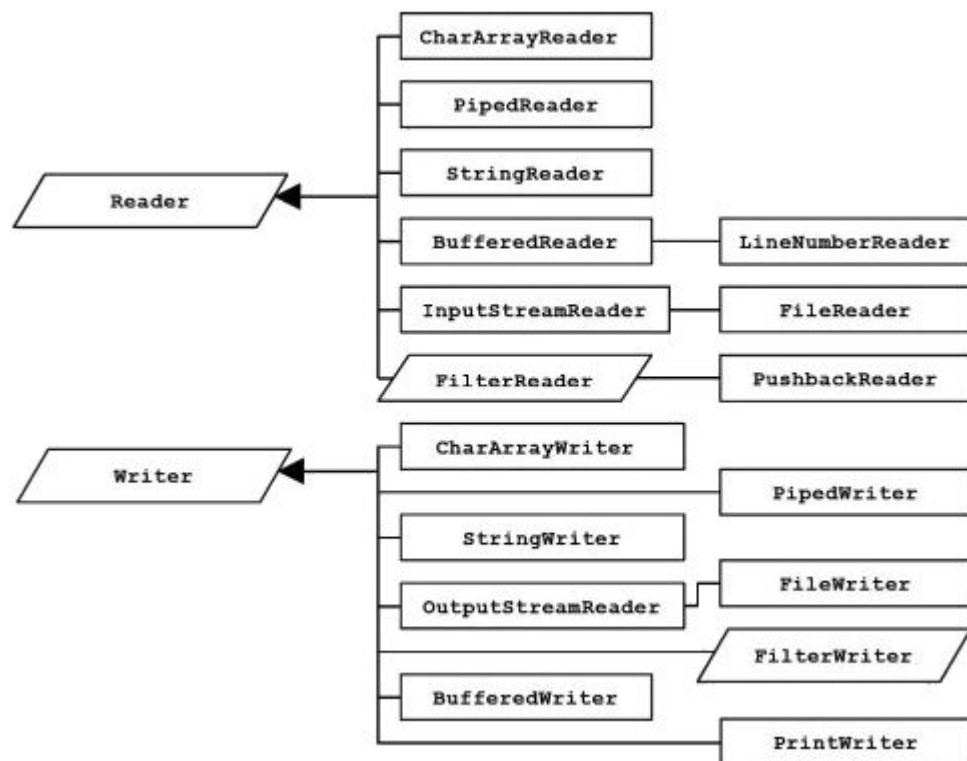 CharArrayReader
PipedReader
StringReader
Reader
BufferedReader
LineNumberReader
InputStreamReader
FileReader
FilterReader
PushbackReader
CharArrayWriter
Writer
PipedWriter
StringWriter
FileWriter
OutputStreamReader
FilterWriter
BufferedWriter
PrintWriter